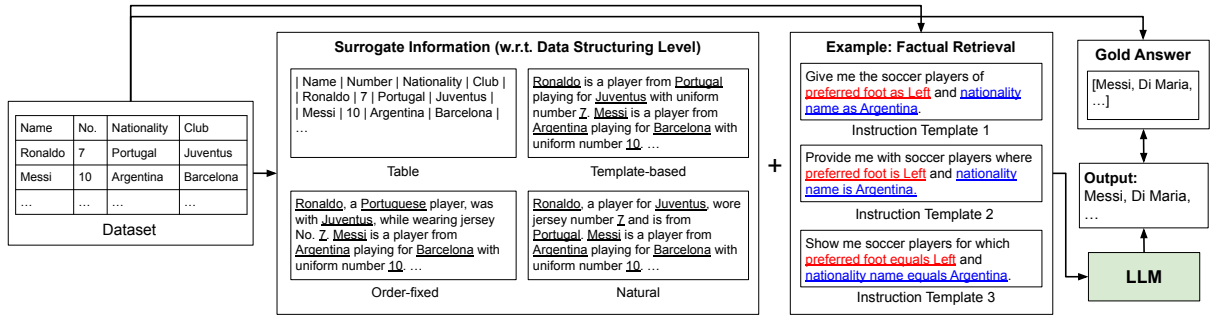 Name No. Nationality Club
Ronaldo 7 Portugal Juventus
Messi 10 Argentina Barcelona
… … … …
Dataset
Surrogate Information (w.r.t. Data Structuring Level)
| Name | Number | Nationality | Club |
| Ronaldo | 7 | Portugal | Juventus |
| Messi | 10 | Argentina | Barcelona |
…
Table
Ronaldo is a player from Portugal
playing for Juventus with uniform
number 7. Messi is a player from
Argentina playing for Barcelona with
uniform number 10. …
Template-based
Ronaldo, a Portuguese player, was
with Juventus, while wearing jersey
No. 7. Messi is a player from
Argentina playing for Barcelona with
uniform number 10. …
Order-fixed
Ronaldo, a player for Juventus, wore
jersey number 7 and is from
Portugal. Messi is a player from
Argentina playing for Barcelona with
uniform number 10. …
Natural
+
Example: Factual Retrieval
Give me the soccer players of
preferred foot as Left and nationality
name as Argentina.
Instruction Template 1
Provide me with soccer players where
preferred foot is Left and nationality
name is Argentina.
Instruction Template 2
Show me soccer players for which
preferred foot equals Left and
nationality name equals Argentina.
Instruction Template 3
Gold Answer
[Messi, Di Maria,
…]
Output:
Messi, Di Maria,
…
LLM